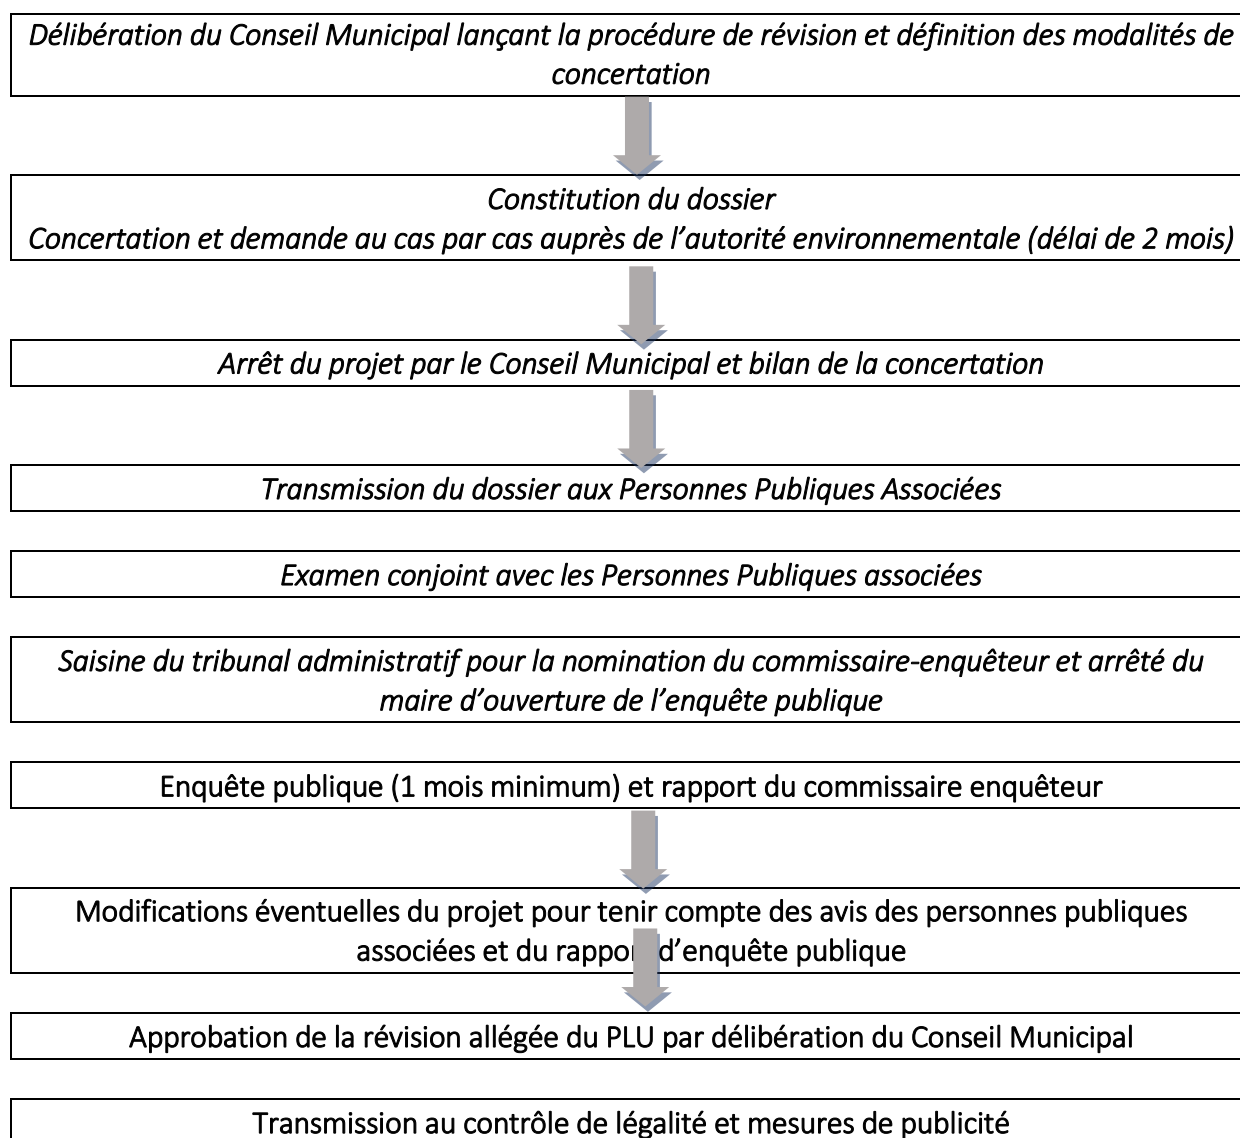 Délibération du Conseil Municipal lançant la procédure de révision et définition des modalités de
concertation
Constitution du dossier
Concertation et demande au cas par cas auprès de l’autorité environnementale (délai de 2 mois)
Arrêt du projet par le Conseil Municipal et bilan de la concertation
Transmission du dossier aux Personnes Publiques Associées
Examen conjoint avec les Personnes Publiques associées
Saisine du tribunal administratif pour la nomination du commissaire-enquêteur et arrêté du
maire d’ouverture de l’enquête publique
Enquête publique (1 mois minimum) et rapport du commissaire enquêteur
Modifications éventuelles du projet pour tenir compte des avis des personnes publiques
associées et du rapport d’enquête publique
Approbation de la révision allégée du PLU par délibération du Conseil Municipal
Transmission au contrôle de légalité et mesures de publicité